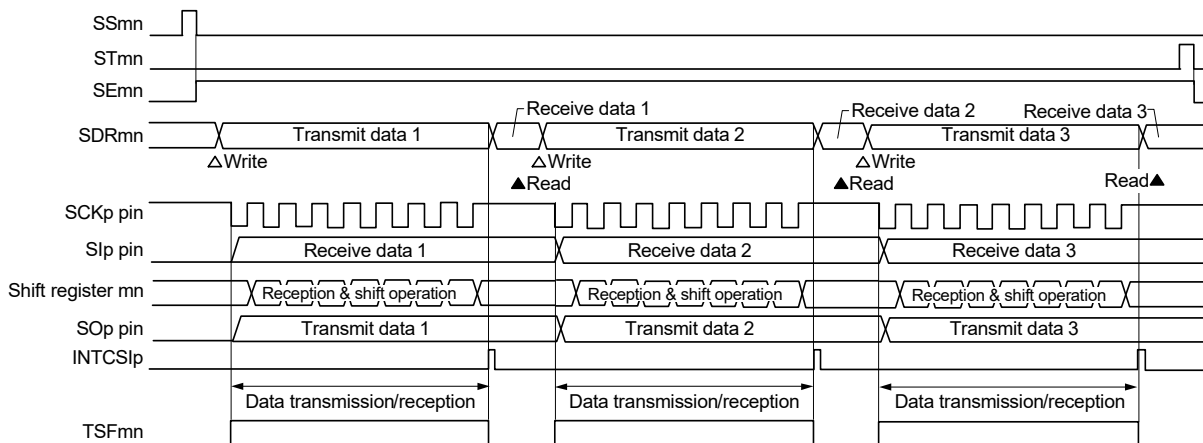 SSmn
STmn
SEmn
Receive data 1 Receive data 2 Receive data 3
SDRmn Transmit data 1 Transmit data 2 Transmit data 3
△Write △Write △Write
▲Read ▲Read Read▲
SCKp pin
SIp pin Receive data 1 Receive data 2 Receive data 3
Shift register mn Reception & shift operation Reception & shift operation Reception & shift operation
SOp pin Transmit data 1 Transmit data 2 Transmit data 3
INTCSIp
Data transmission/reception Data transmission/reception Data transmission/reception
TSFmn